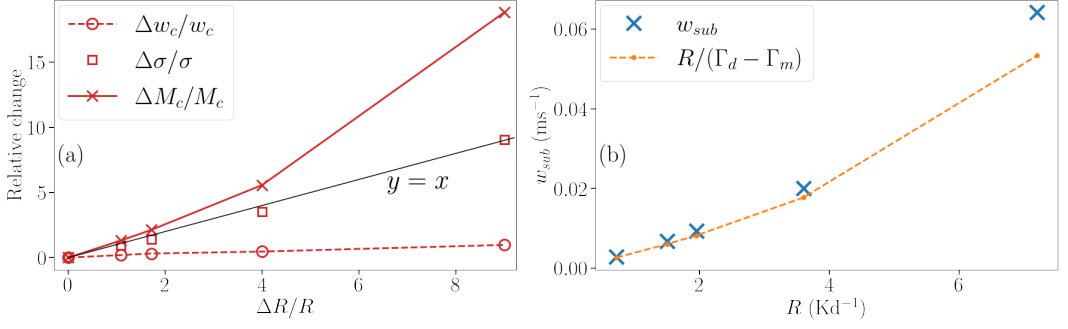 Δw_c/w_c
Δσ/σ
ΔM_c/M_c
Relative change
15
10
5
0
(a)
y = x
0 2 4 6 8
ΔR/R
w_sub
R/(Γ_d − Γ_m)
w_sub (ms⁻¹)
0.06
0.04
0.02
0.00
(b)
2 4 6
R (Kd⁻¹)